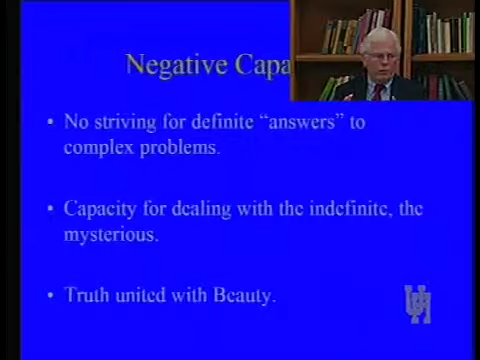 Negative Capa
• No striving for definite “answers” to
complex problems.
• Capacity for dealing with the indefinite, the
mysterious.
• Truth united with Beauty.
UH